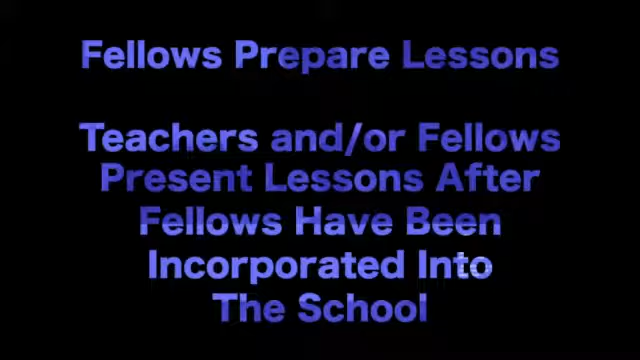 Fellows Prepare Lessons
Teachers and/or Fellows
Present Lessons After
Fellows Have Been
Incorporated Into
The School